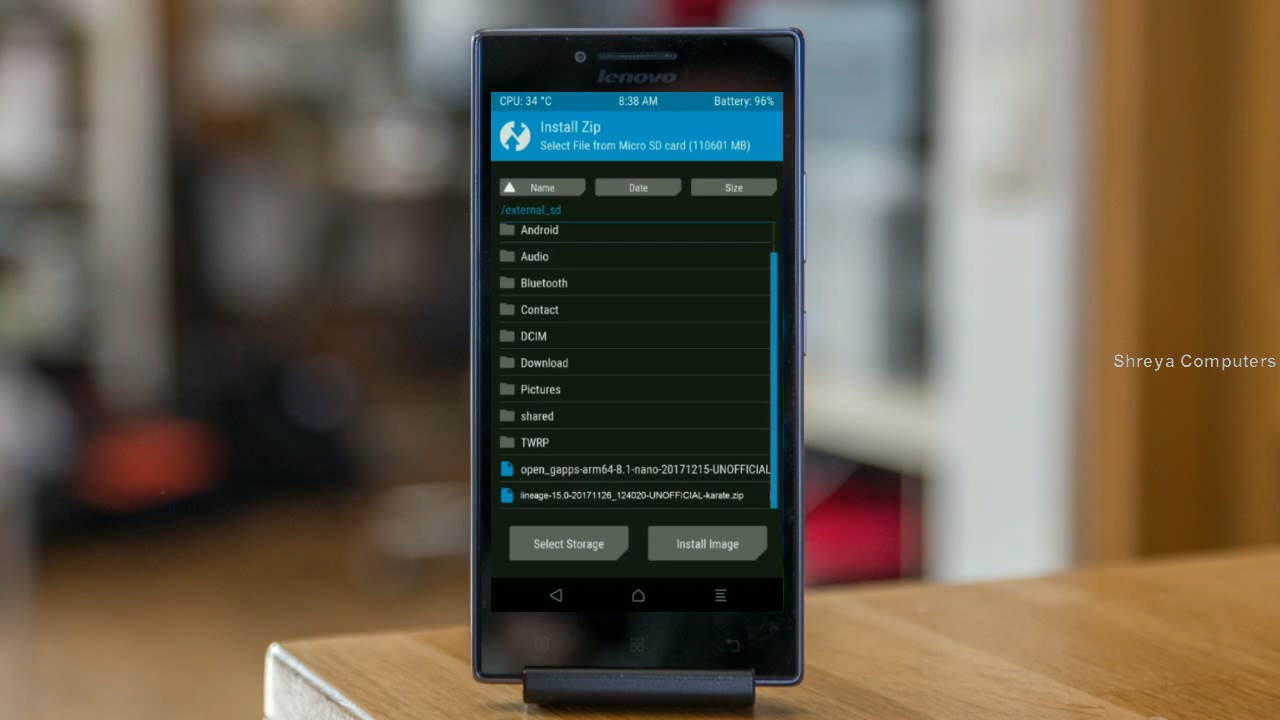 lenovo
CPU: 34 °C 8:38 AM Battery: 96%
Install Zip
Select File from Micro SD card (110601 MB)
Name Date Size
/external_sd
Android
Audio
Bluetooth
Contact
DCIM
Download
Pictures
shared
TWRP
open_gapps-arm64-8.1-nano-20171215-UNOFFICIAL
lineage-15.0-20171126_124020-UNOFFICIAL-karate.zip
Select Storage Install Image
Shreya Computers